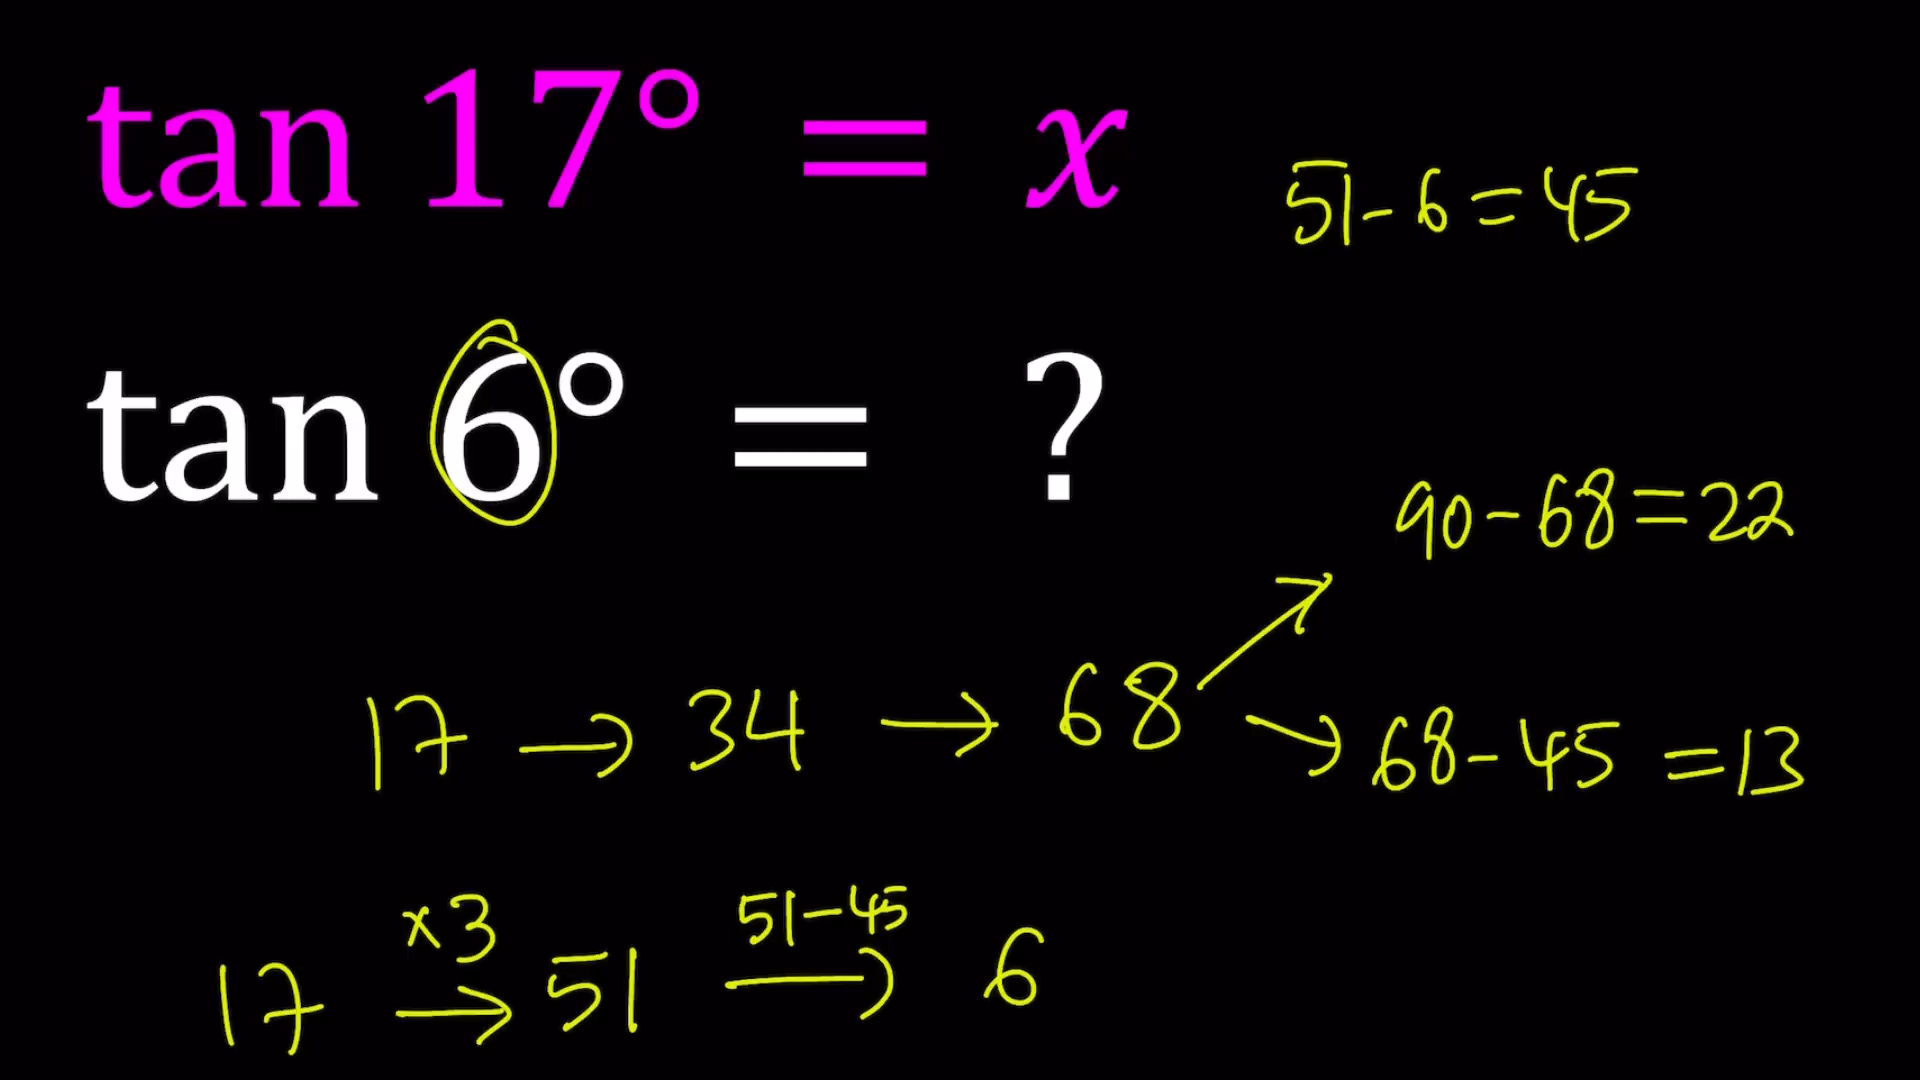 tan 17° = x
51 - 6 = 45
tan 6° = ?
90 - 68 = 22
17 → 34 → 68
68 - 45 = 13
×3
51 - 45
17 → 51 → 6